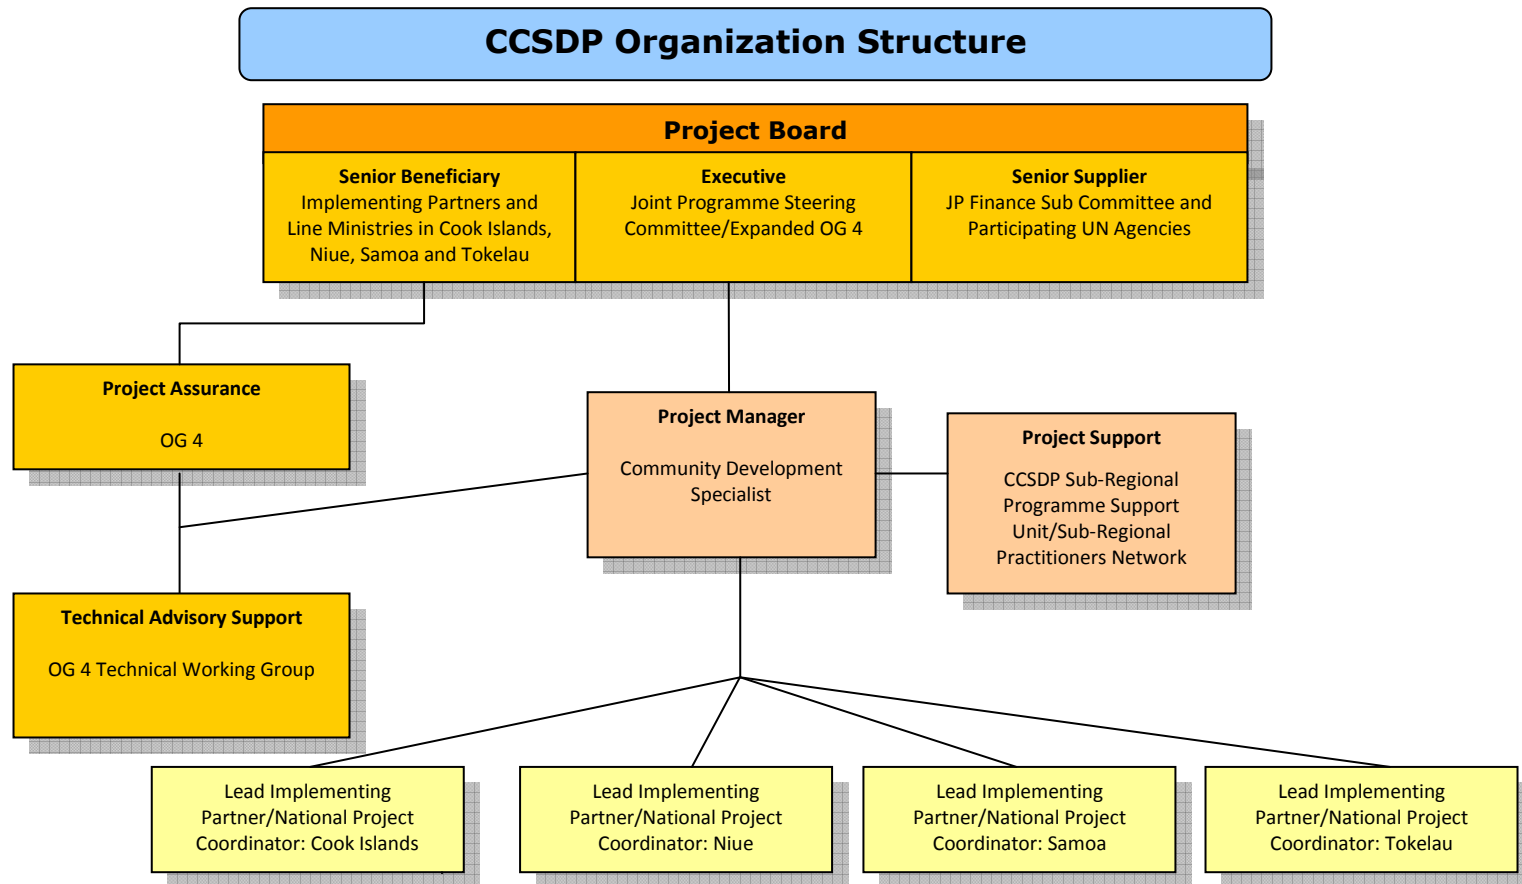 CCSDP Organization Structure
Project Board
Senior Beneficiary
Implementing Partners and
Line Ministries in Cook Islands,
Niue, Samoa and Tokelau
Executive
Joint Programme Steering
Committee/Expanded OG 4
Senior Supplier
JP Finance Sub Committee and
Participating UN Agencies
Project Assurance
OG 4
Project Manager
Community Development
Specialist
Project Support
CCSDP Sub-Regional
Programme Support
Unit/Sub-Regional
Practitioners Network
Technical Advisory Support
OG 4 Technical Working Group
Lead Implementing
Partner/National Project
Coordinator: Cook Islands
Lead Implementing
Partner/National Project
Coordinator: Niue
Lead Implementing
Partner/National Project
Coordinator: Samoa
Lead Implementing
Partner/National Project
Coordinator: Tokelau